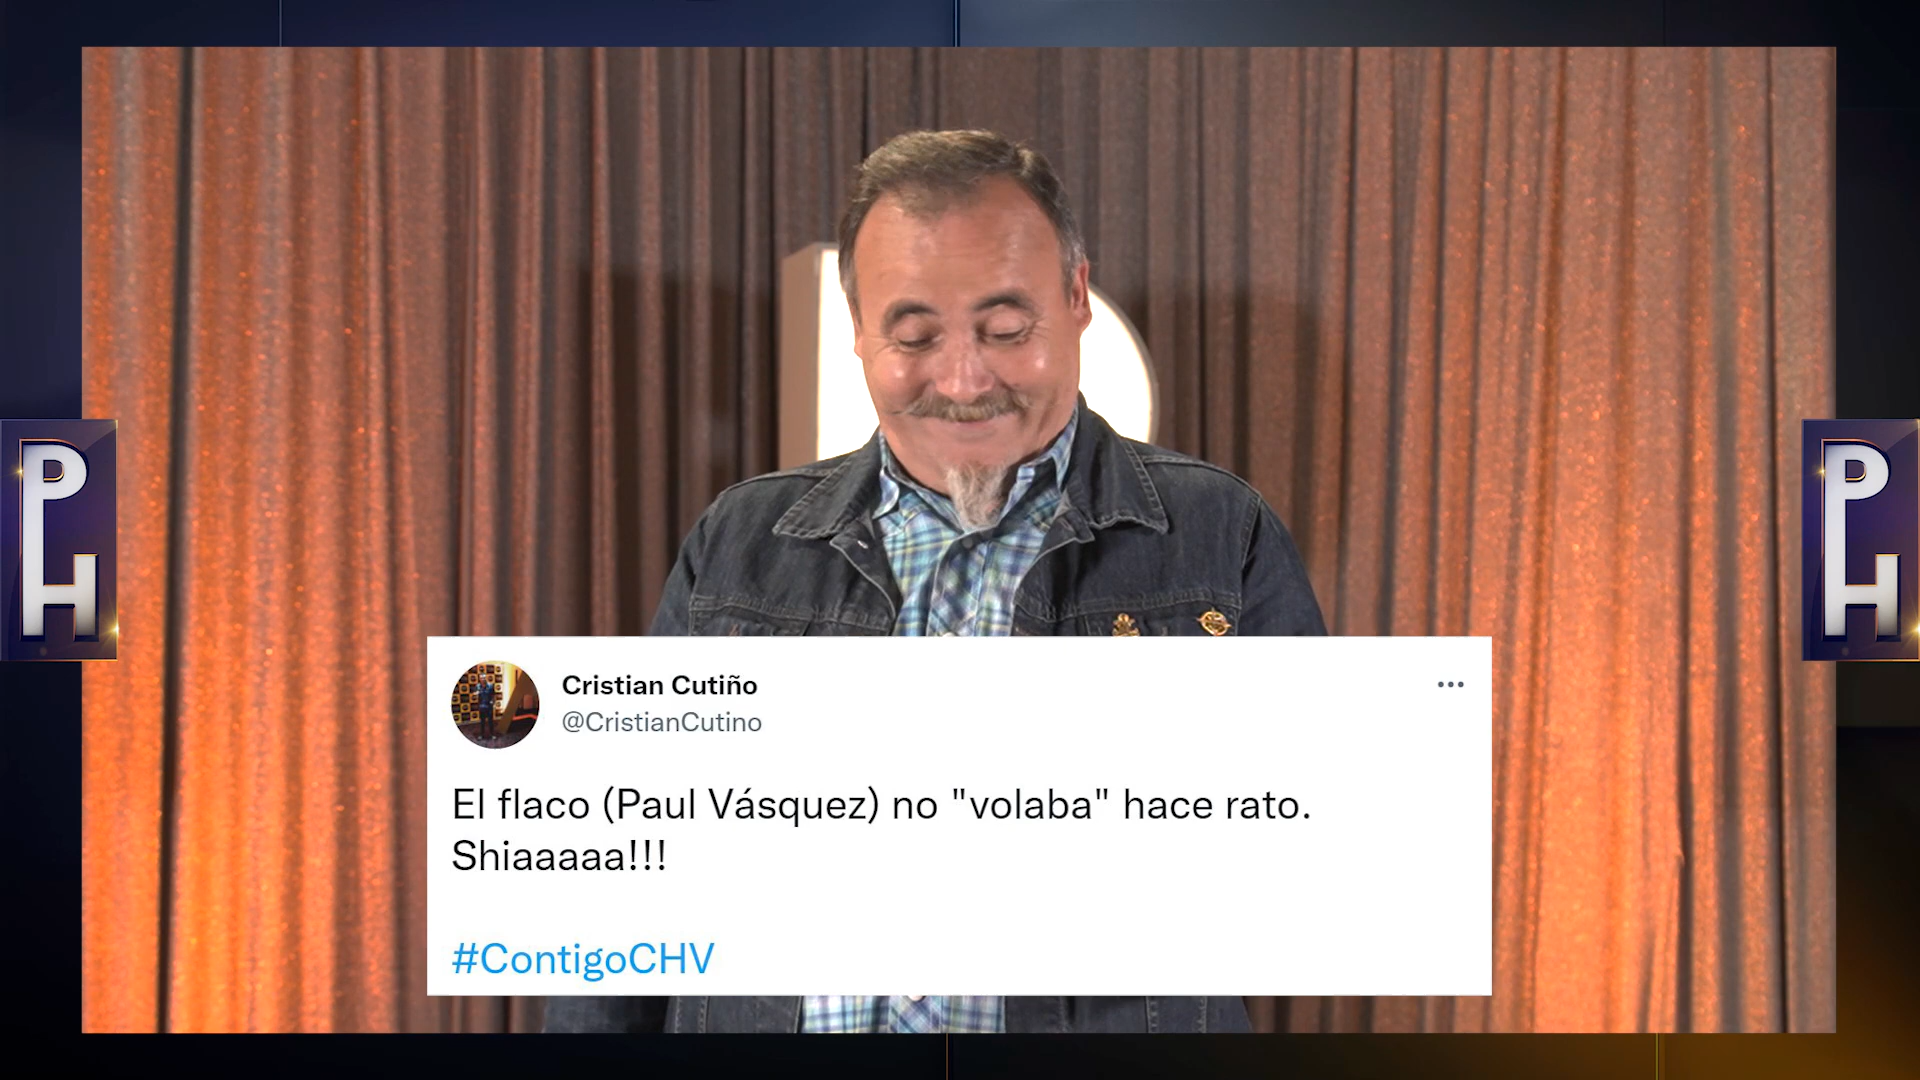 PH
PH
Cristian Cutiño
@CristianCutino
El flaco (Paul Vásquez) no "volaba" hace rato.
Shiaaaaa!!!
#ContigoCHV